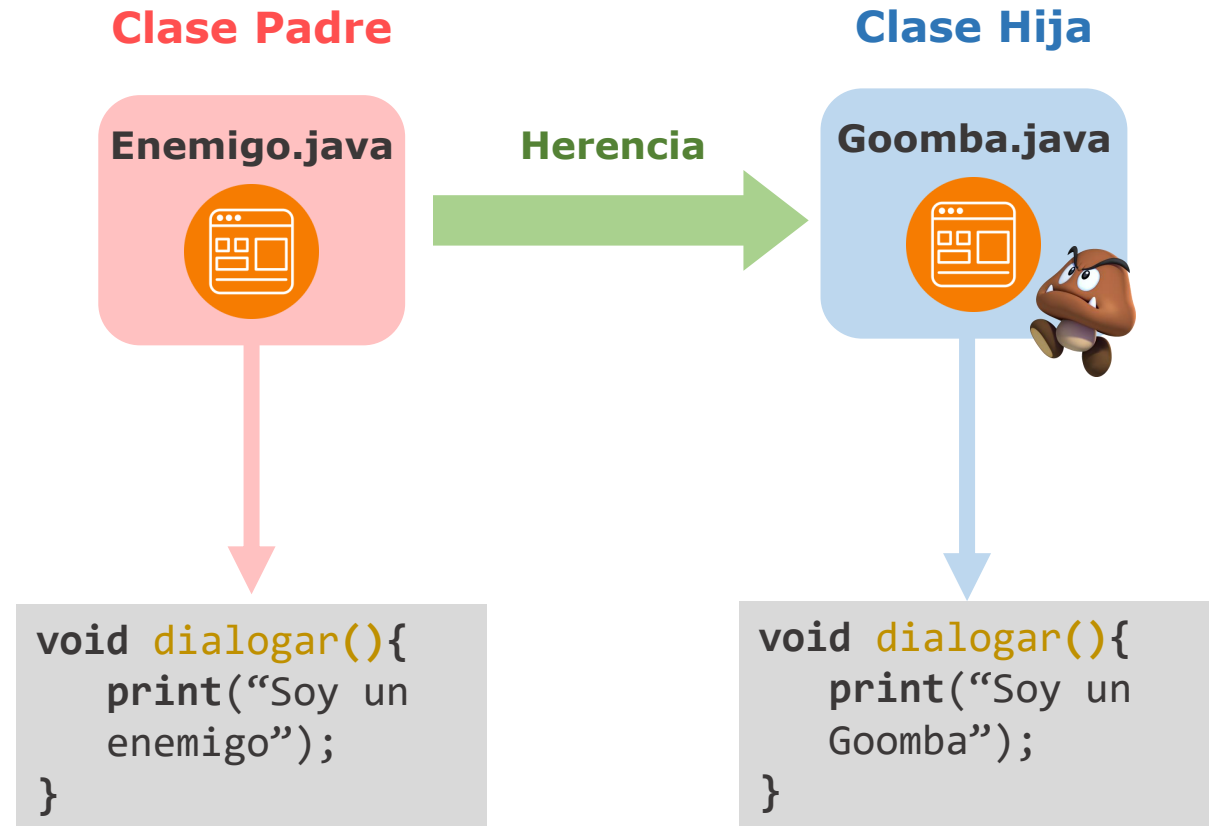 Clase Padre
Clase Hija
Enemigo.java
Herencia
Goomba.java
void dialogar(){
print(“Soy un
enemigo”);
}
void dialogar(){
print(“Soy un
Goomba”);
}